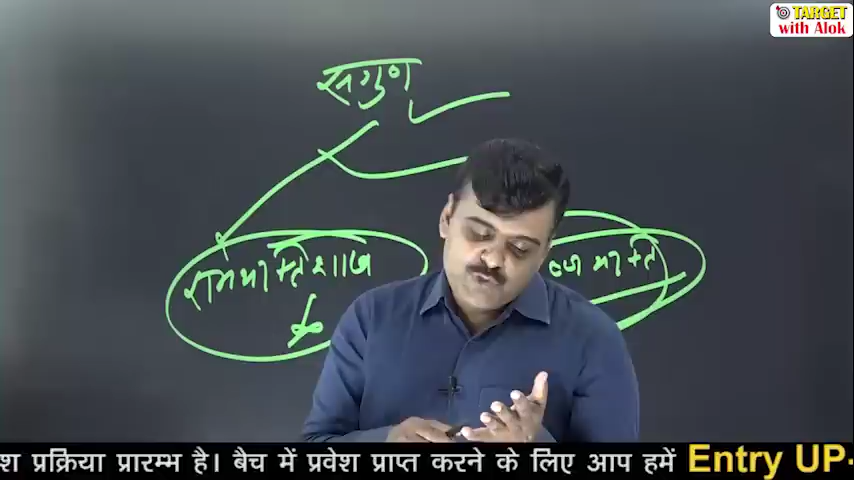 TARGET
with Alok
सगुण
रामभक्ति शाखा
ष्ण भक्ति
श प्रक्रिया प्रारम्भ है। बैच में प्रवेश प्राप्त करने के लिए आप हमें Entry UP-